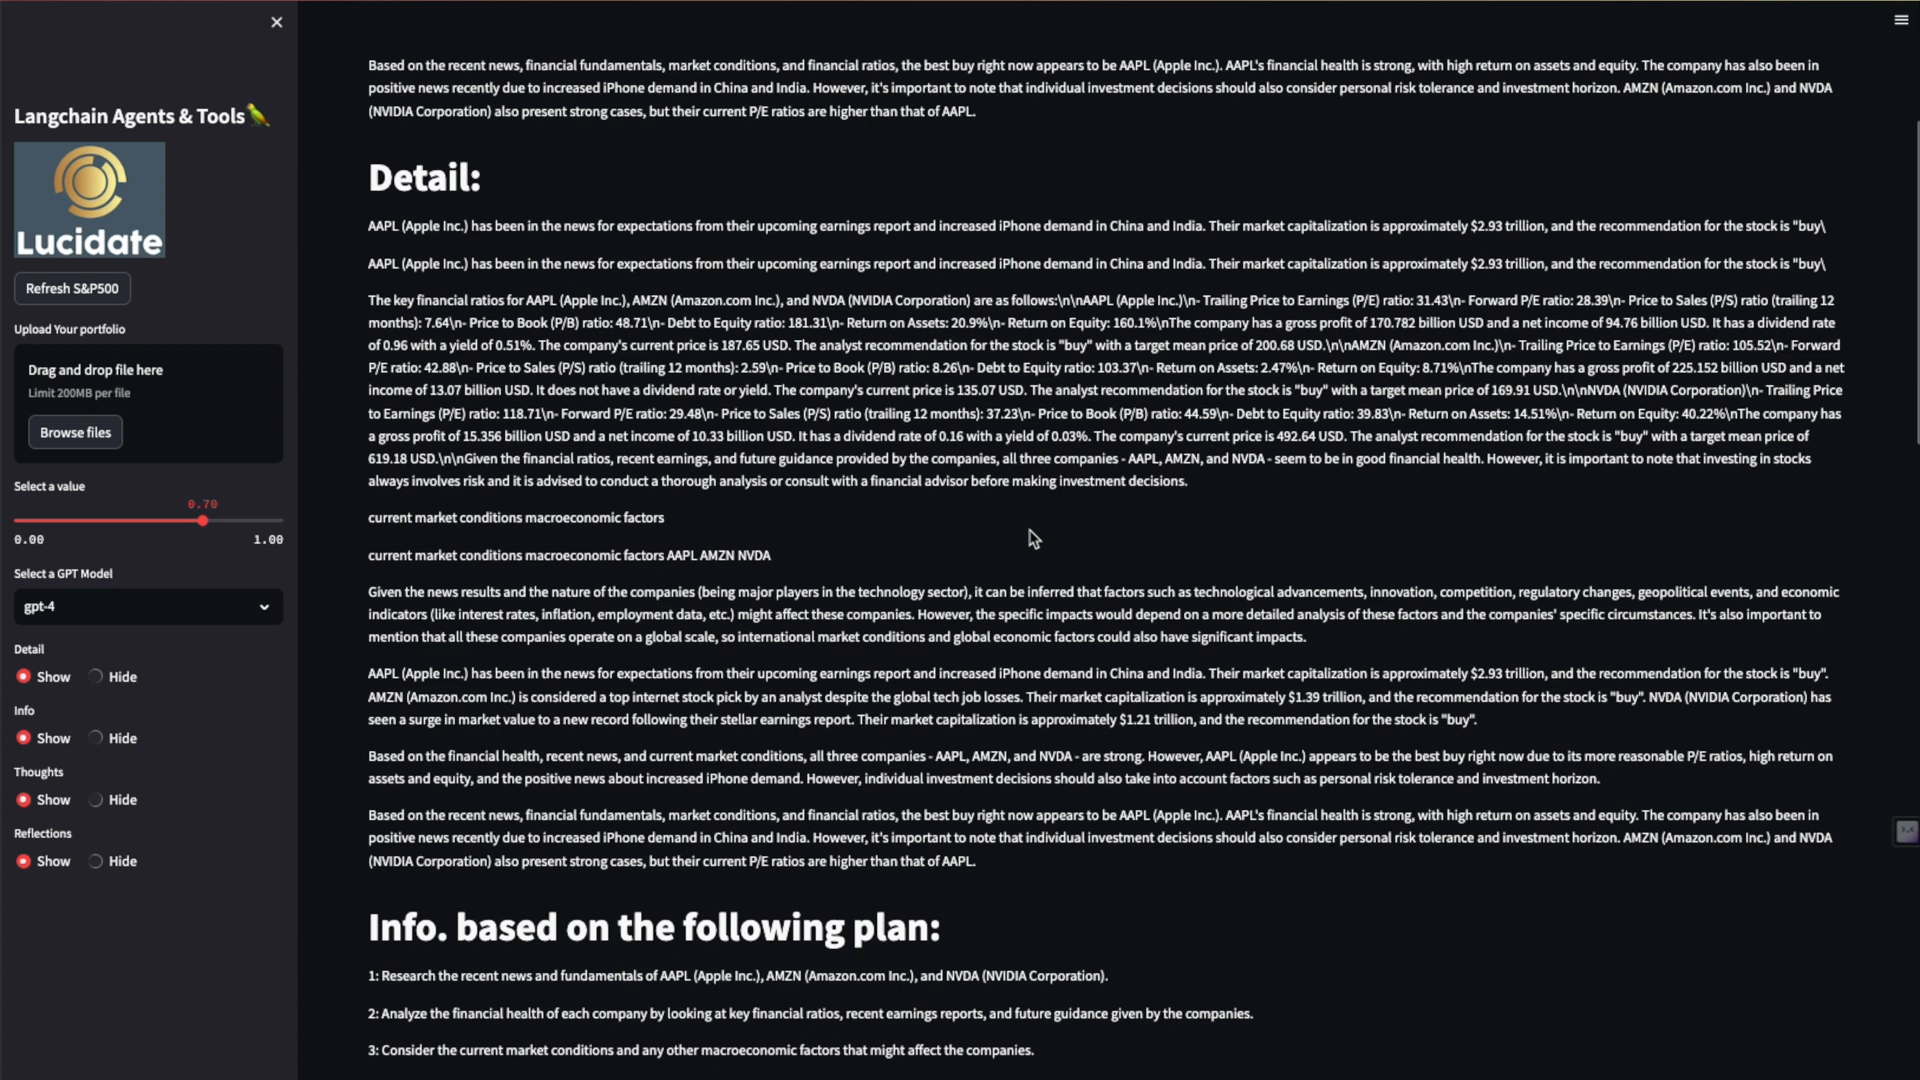 Langchain Agents & Tools
Lucidate
Refresh S&P500
Upload Your portfolio
Drag and drop file here
Limit 200MB per file
Browse files
Select a value
0.70
0.00 1.00
Select a GPT Model
gpt-4
Detail
Show Hide
Info
Show Hide
Thoughts
Show Hide
Reflections
Show Hide
Based on the recent news, financial fundamentals, market conditions, and financial ratios, the best buy right now appears to be AAPL (Apple Inc.). AAPL's financial health is strong, with high return on assets and equity. The company has also been in
positive news recently due to increased iPhone demand in China and India. However, it's important to note that individual investment decisions should also consider personal risk tolerance and investment horizon. AMZN (Amazon.com Inc.) and NVDA
(NVIDIA Corporation) also present strong cases, but their current P/E ratios are higher than that of AAPL.
Detail:
AAPL (Apple Inc.) has been in the news for expectations from their upcoming earnings report and increased iPhone demand in China and India. Their market capitalization is approximately $2.93 trillion, and the recommendation for the stock is "buy\
AAPL (Apple Inc.) has been in the news for expectations from their upcoming earnings report and increased iPhone demand in China and India. Their market capitalization is approximately $2.93 trillion, and the recommendation for the stock is "buy\
The key financial ratios for AAPL (Apple Inc.), AMZN (Amazon.com Inc.), and NVDA (NVIDIA Corporation) are as follows:\n\nAAPL (Apple Inc.)\n- Trailing Price to Earnings (P/E) ratio: 31.43\n- Forward P/E ratio: 28.39\n- Price to Sales (P/S) ratio (trailing 12
months): 7.64\n- Price to Book (P/B) ratio: 48.71\n- Debt to Equity ratio: 181.31\n- Return on Assets: 20.9%\n- Return on Equity: 160.1%\nThe company has a gross profit of 170.782 billion USD and a net income of 94.76 billion USD. It has a dividend rate
of 0.96 with a yield of 0.51%. The company's current price is 187.65 USD. The analyst recommendation for the stock is "buy" with a target mean price of 200.68 USD.\n\nAMZN (Amazon.com Inc.)\n- Trailing Price to Earnings (P/E) ratio: 105.52\n- Forward
P/E ratio: 42.88\n- Price to Sales (P/S) ratio (trailing 12 months): 2.59\n- Price to Book (P/B) ratio: 8.26\n- Debt to Equity ratio: 103.37\n- Return on Assets: 2.47%\n- Return on Equity: 8.71%\nThe company has a gross profit of 225.152 billion USD and a net
income of 13.07 billion USD. It does not have a dividend rate or yield. The company's current price is 135.07 USD. The analyst recommendation for the stock is "buy" with a target mean price of 169.91 USD.\n\nNVDA (NVIDIA Corporation)\n- Trailing Price
to Earnings (P/E) ratio: 118.71\n- Forward P/E ratio: 29.48\n- Price to Sales (P/S) ratio (trailing 12 months): 37.23\n- Price to Book (P/B) ratio: 44.59\n- Debt to Equity ratio: 39.83\n- Return on Assets: 14.51%\n- Return on Equity: 40.22%\nThe company has
a gross profit of 15.356 billion USD and a net income of 10.33 billion USD. It has a dividend rate of 0.16 with a yield of 0.03%. The company's current price is 492.64 USD. The analyst recommendation for the stock is "buy" with a target mean price of
619.18 USD.\n\nGiven the financial ratios, recent earnings, and future guidance provided by the companies, all three companies - AAPL, AMZN, and NVDA - seem to be in good financial health. However, it is important to note that investing in stocks
always involves risk and it is advised to conduct a thorough analysis or consult with a financial advisor before making investment decisions.
current market conditions macroeconomic factors
current market conditions macroeconomic factors AAPL AMZN NVDA
Given the news results and the nature of the companies (being major players in the technology sector), it can be inferred that factors such as technological advancements, innovation, competition, regulatory changes, geopolitical events, and economic
indicators (like interest rates, inflation, employment data, etc.) might affect these companies. However, the specific impacts would depend on a more detailed analysis of these factors and the companies' specific circumstances. It's also important to
mention that all these companies operate on a global scale, so international market conditions and global economic factors could also have significant impacts.
AAPL (Apple Inc.) has been in the news for expectations from their upcoming earnings report and increased iPhone demand in China and India. Their market capitalization is approximately $2.93 trillion, and the recommendation for the stock is "buy".
AMZN (Amazon.com Inc.) is considered a top internet stock pick by an analyst despite the global tech job losses. Their market capitalization is approximately $1.39 trillion, and the recommendation for the stock is "buy". NVDA (NVIDIA Corporation) has
seen a surge in market value to a new record following their stellar earnings report. Their market capitalization is approximately $1.21 trillion, and the recommendation for the stock is "buy".
Based on the financial health, recent news, and current market conditions, all three companies - AAPL, AMZN, and NVDA - are strong. However, AAPL (Apple Inc.) appears to be the best buy right now due to its more reasonable P/E ratios, high return on
assets and equity, and the positive news about increased iPhone demand. However, individual investment decisions should also take into account factors such as personal risk tolerance and investment horizon.
Based on the recent news, financial fundamentals, market conditions, and financial ratios, the best buy right now appears to be AAPL (Apple Inc.). AAPL's financial health is strong, with high return on assets and equity. The company has also been in
positive news recently due to increased iPhone demand in China and India. However, it's important to note that individual investment decisions should also consider personal risk tolerance and investment horizon. AMZN (Amazon.com Inc.) and NVDA
(NVIDIA Corporation) also present strong cases, but their current P/E ratios are higher than that of AAPL.
Info. based on the following plan:
1: Research the recent news and fundamentals of AAPL (Apple Inc.), AMZN (Amazon.com Inc.), and NVDA (NVIDIA Corporation).
2: Analyze the financial health of each company by looking at key financial ratios, recent earnings reports, and future guidance given by the companies.
3: Consider the current market conditions and any other macroeconomic factors that might affect the companies.